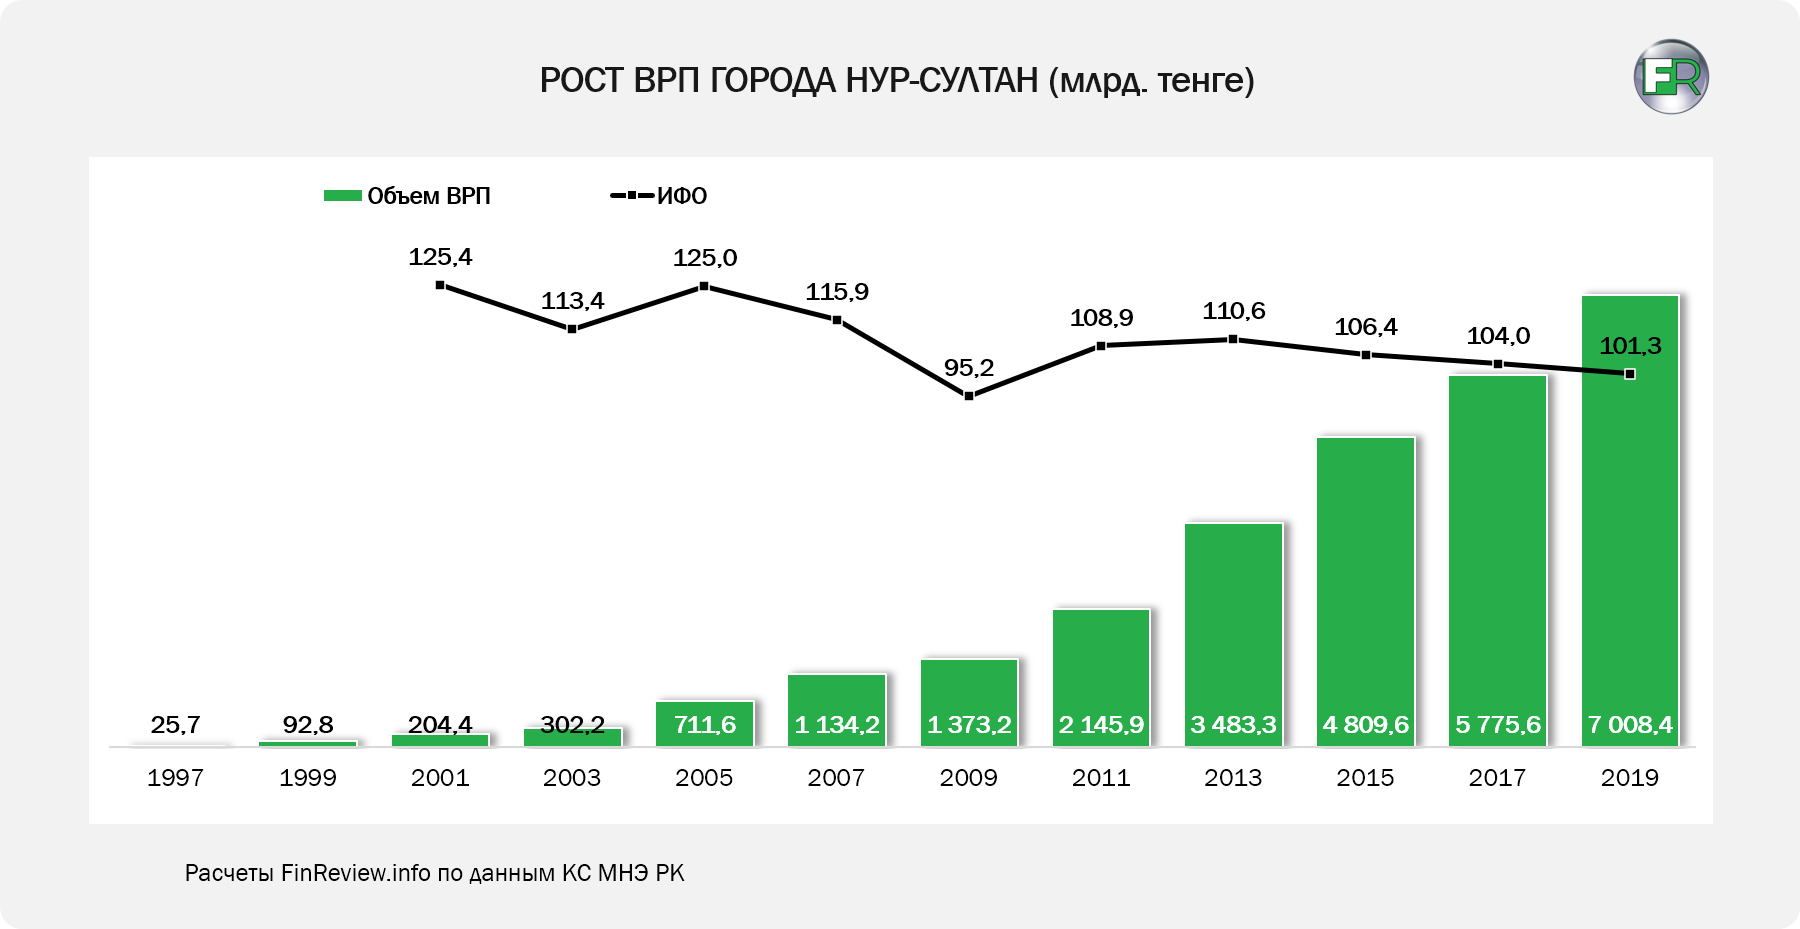 РОСТ ВРП ГОРОДА НУР-СУЛТАН (млрд. тенге)
FR
Объем ВРП ИФО
125,4 113,4 125,0 115,9 95,2 108,9 110,6 106,4 104,0 101,3
25,7 92,8 204,4 302,2 711,6 1 134,2 1 373,2 2 145,9 3 483,3 4 809,6 5 775,6 7 008,4
1997 1999 2001 2003 2005 2007 2009 2011 2013 2015 2017 2019
Расчеты FinReview.info по данным КС МНЭ РК